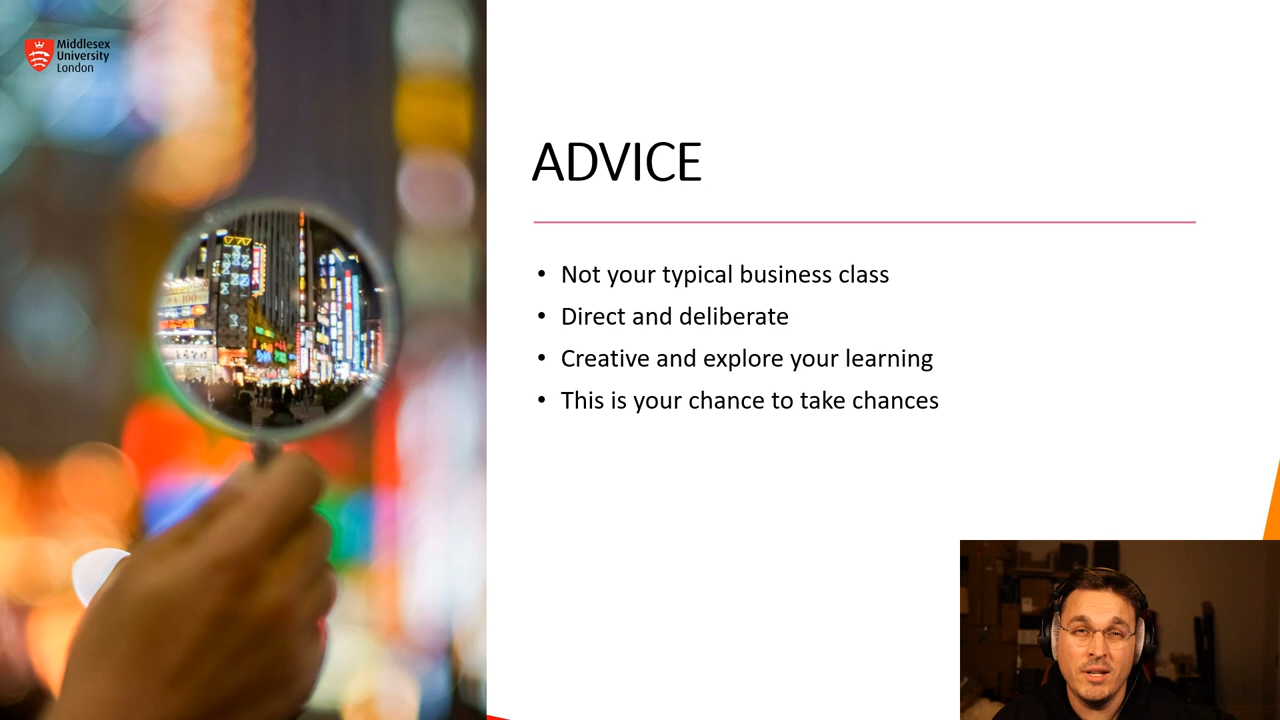 Middlesex
University
London
ADVICE
• Not your typical business class
• Direct and deliberate
• Creative and explore your learning
• This is your chance to take chances